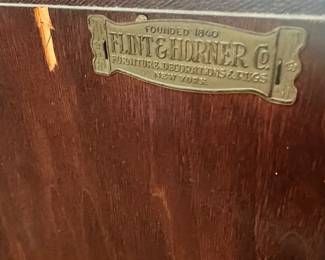 FOUNDED 1840
FLINT & HORNER Co
FURNITURE, DECORATIONS & RUGS
NEW YORK